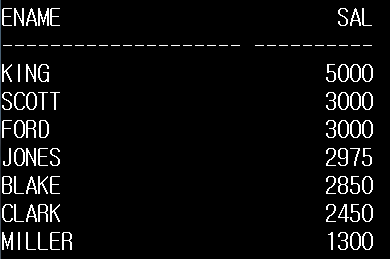 ENAME SAL
-------------------- ----------
KING 5000
SCOTT 3000
FORD 3000
JONES 2975
BLAKE 2850
CLARK 2450
MILLER 1300